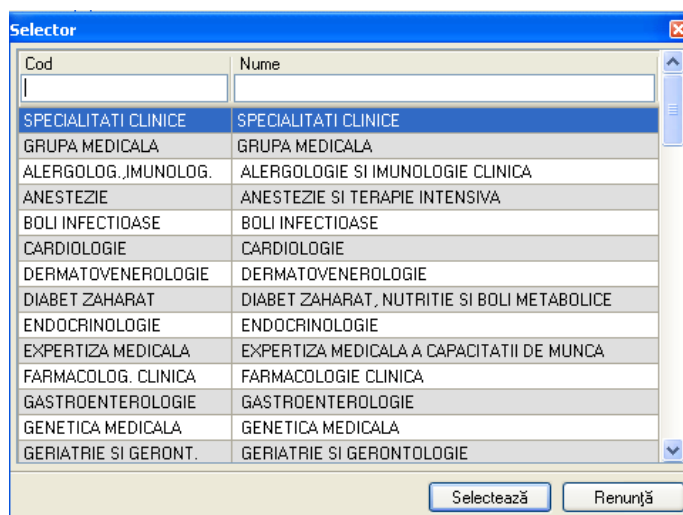 Selector
Cod Nume
SPECIALITATI CLINICE SPECIALITATI CLINICE
GRUPA MEDICALA GRUPA MEDICALA
ALERGOLOG.,IMUNOLOG. ALERGOLOGIE SI IMUNOLOGIE CLINICA
ANESTEZIE ANESTEZIE SI TERAPIE INTENSIVA
BOLI INFECTIOASE BOLI INFECTIOASE
CARDIOLOGIE CARDIOLOGIE
DERMATOVENEROLOGIE DERMATOVENEROLOGIE
DIABET ZAHARAT DIABET ZAHARAT, NUTRITIE SI BOLI METABOLICE
ENDOCRINOLOGIE ENDOCRINOLOGIE
EXPERTIZA MEDICALA EXPERTIZA MEDICALA A CAPACITATII DE MUNCA
FARMACOLOG. CLINICA FARMACOLOGIE CLINICA
GASTROENTEROLOGIE GASTROENTEROLOGIE
GENETICA MEDICALA GENETICA MEDICALA
GERIATRIE SI GERONT. GERIATRIE SI GERONTOLOGIE
Selectează Renunţă